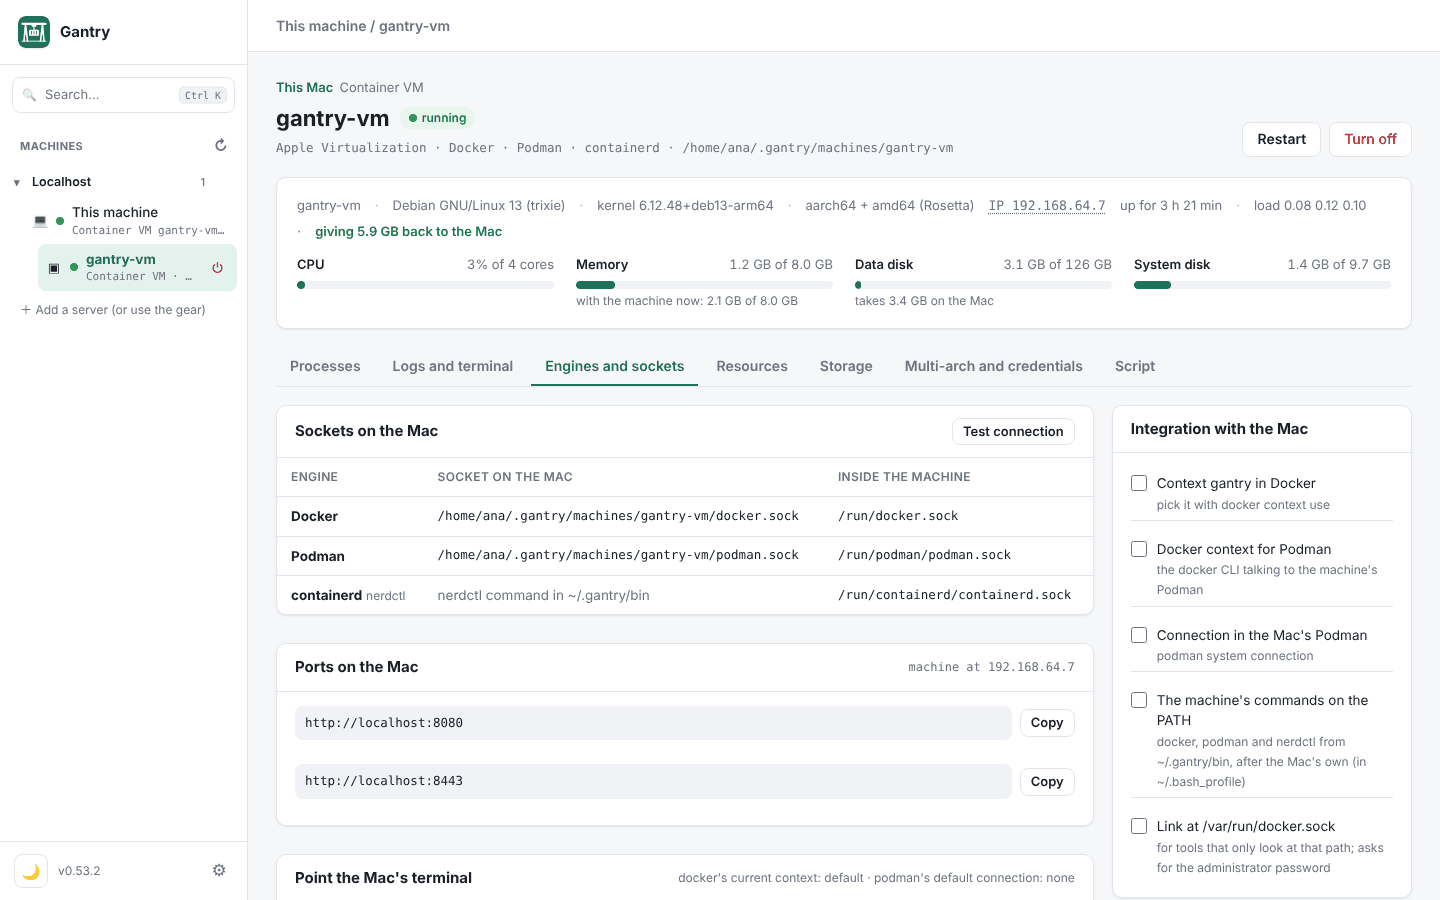 Gantry
Search...
Ctrl K
MACHINES
Localhost
1
This machine
Container VM gantry-vm…
gantry-vm
Container VM · …
+ Add a server (or use the gear)
v0.53.2
This machine / gantry-vm
This Mac Container VM
gantry-vm
running
Apple Virtualization · Docker · Podman · containerd · /home/ana/.gantry/machines/gantry-vm
Restart
Turn off
gantry-vm · Debian GNU/Linux 13 (trixie) · kernel 6.12.48+deb13-arm64 · aarch64 + amd64 (Rosetta) IP 192.168.64.7 up for 3 h 21 min · load 0.08 0.12 0.10
· giving 5.9 GB back to the Mac
CPU 3% of 4 cores
Memory 1.2 GB of 8.0 GB
with the machine now: 2.1 GB of 8.0 GB
Data disk 3.1 GB of 126 GB
takes 3.4 GB on the Mac
System disk 1.4 GB of 9.7 GB
Processes
Logs and terminal
Engines and sockets
Resources
Storage
Multi-arch and credentials
Script
Sockets on the Mac
Test connection
ENGINE SOCKET ON THE MAC INSIDE THE MACHINE
Docker /home/ana/.gantry/machines/gantry-vm/docker.sock /run/docker.sock
Podman /home/ana/.gantry/machines/gantry-vm/podman.sock /run/podman/podman.sock
containerd nerdctl nerdctl command in ~/.gantry/bin /run/containerd/containerd.sock
Ports on the Mac
machine at 192.168.64.7
http://localhost:8080
Copy
http://localhost:8443
Copy
Point the Mac's terminal
docker's current context: default · podman's default connection: none
Integration with the Mac
Context gantry in Docker
pick it with docker context use
Docker context for Podman
the docker CLI talking to the machine's
Podman
Connection in the Mac's Podman
podman system connection
The machine's commands on the
PATH
docker, podman and nerdctl from
~/.gantry/bin, after the Mac's own (in
~/.bash_profile)
Link at /var/run/docker.sock
for tools that only look at that path; asks
for the administrator password